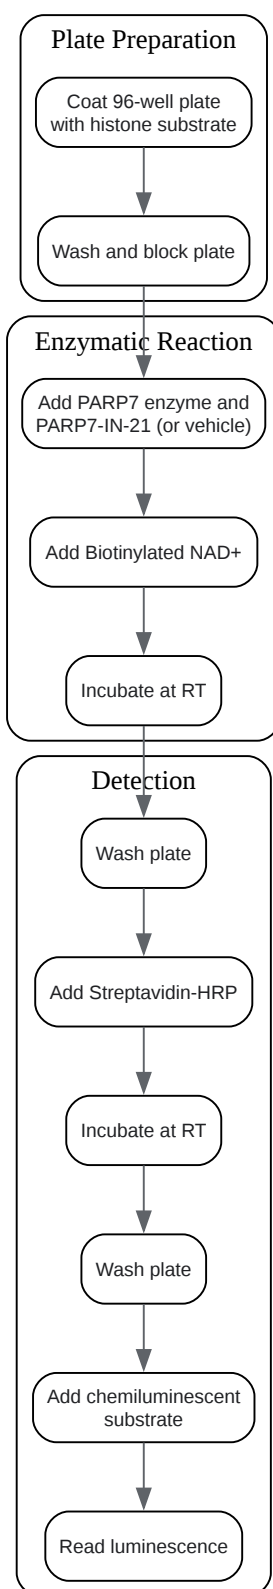 Plate Preparation
Coat 96-well plate
with histone substrate
Wash and block plate
Enzymatic Reaction
Add PARP7 enzyme and
PARP7-IN-21 (or vehicle)
Add Biotinylated NAD+
Incubate at RT
Detection
Wash plate
Add Streptavidin-HRP
Incubate at RT
Wash plate
Add chemiluminescent
substrate
Read luminescence